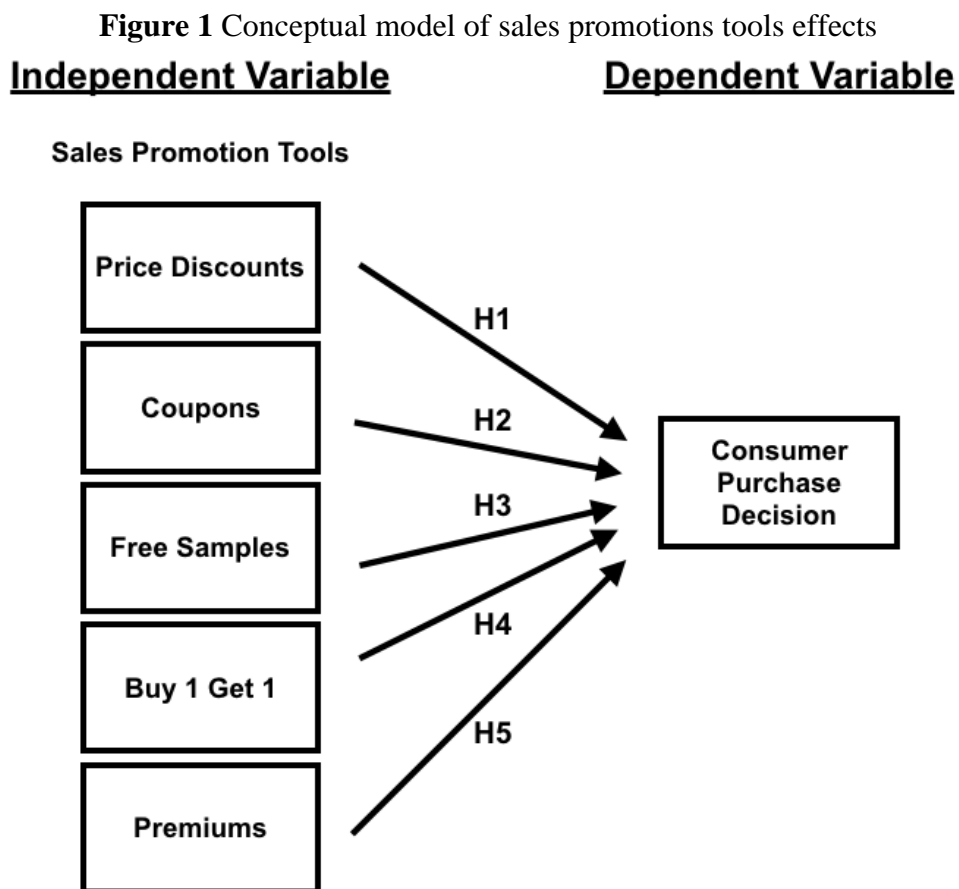 Figure 1 Conceptual model of sales promotions tools effects
Independent Variable
Dependent Variable
Sales Promotion Tools
Price Discounts
H1
Coupons
H2
Consumer
Purchase
Decision
H3
Free Samples
H4
Buy 1 Get 1
H5
Premiums